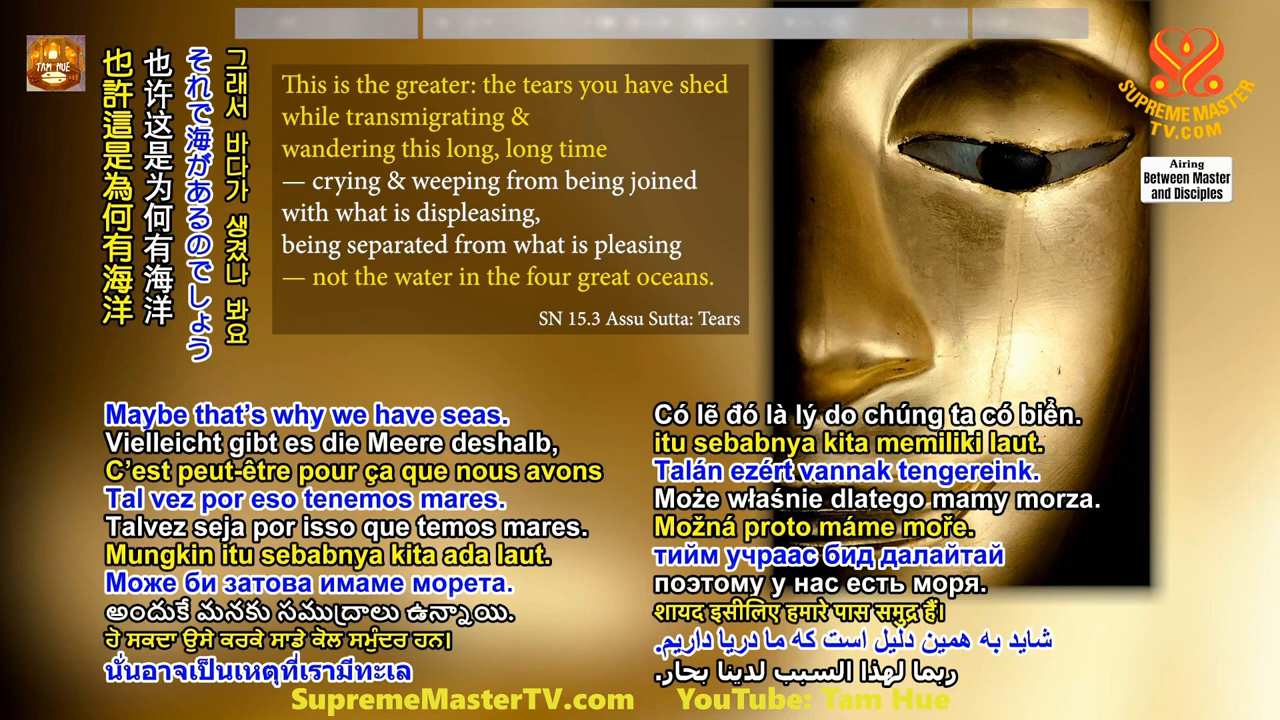 TAM HUE
也許這是為何有海洋
也许这是为何有海洋
それで海があるのでしょう
그래서 바다가 생겼나 봐요
This is the greater: the tears you have shed
while transmigrating &
wandering this long, long time
— crying & weeping from being joined
with what is displeasing,
being separated from what is pleasing
— not the water in the four great oceans.
SN 15.3 Assu Sutta: Tears
SUPREME MASTER
TV.COM
Airing
Between Master
and Disciples
Maybe that's why we have seas.
Vielleicht gibt es die Meere deshalb,
C'est peut-être pour ça que nous avons
Tal vez por eso tenemos mares.
Talvez seja por isso que temos mares.
Mungkin itu sebabnya kita ada laut.
Може би затова имаме морета.
అందుకే మనకు సముద్రాలు ఉన్నాయి.
ਹੋ ਸਕਦਾ ਉਸੇ ਕਰਕੇ ਸਾਡੇ ਕੋਲ ਸਮੁੰਦਰ ਹਨ।
นั่นอาจเป็นเหตุที่เรามีทะเล
Có lẽ đó là lý do chúng ta có biển.
itu sebabnya kita memiliki laut.
Talán ezért vannak tengereink.
Może właśnie dlatego mamy morza.
Možná proto máme moře.
тийм учраас бид далайтай
поэтому у нас есть моря.
शायद इसीलिए हमारे पास समुद्र हैं।
شاید به همین دلیل است که ما دریا داریم.
ربما لهذا السبب لدينا بحار.
SupremeMasterTV.com
YouTube: Tam Hue